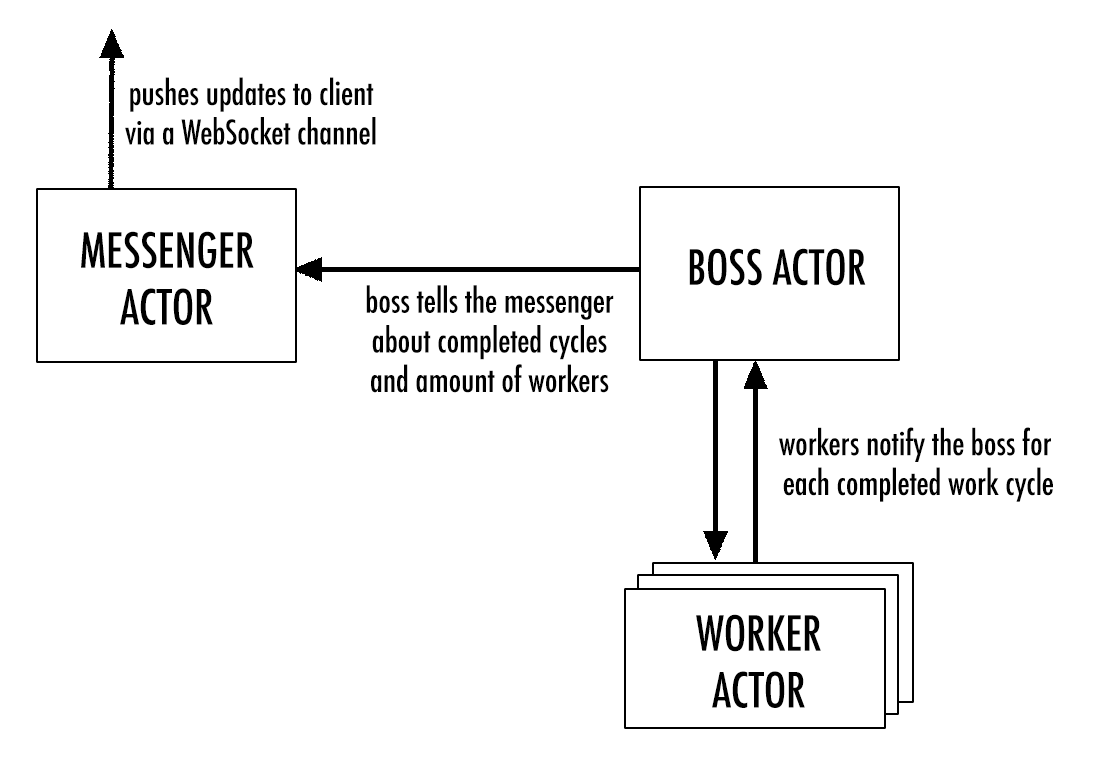 pushes updates to client
via a WebSocket channel
MESSENGER
ACTOR
BOSS ACTOR
boss tells the messenger
about completed cycles
and amount of workers
workers notify the boss for
each completed work cycle
WORKER
ACTOR